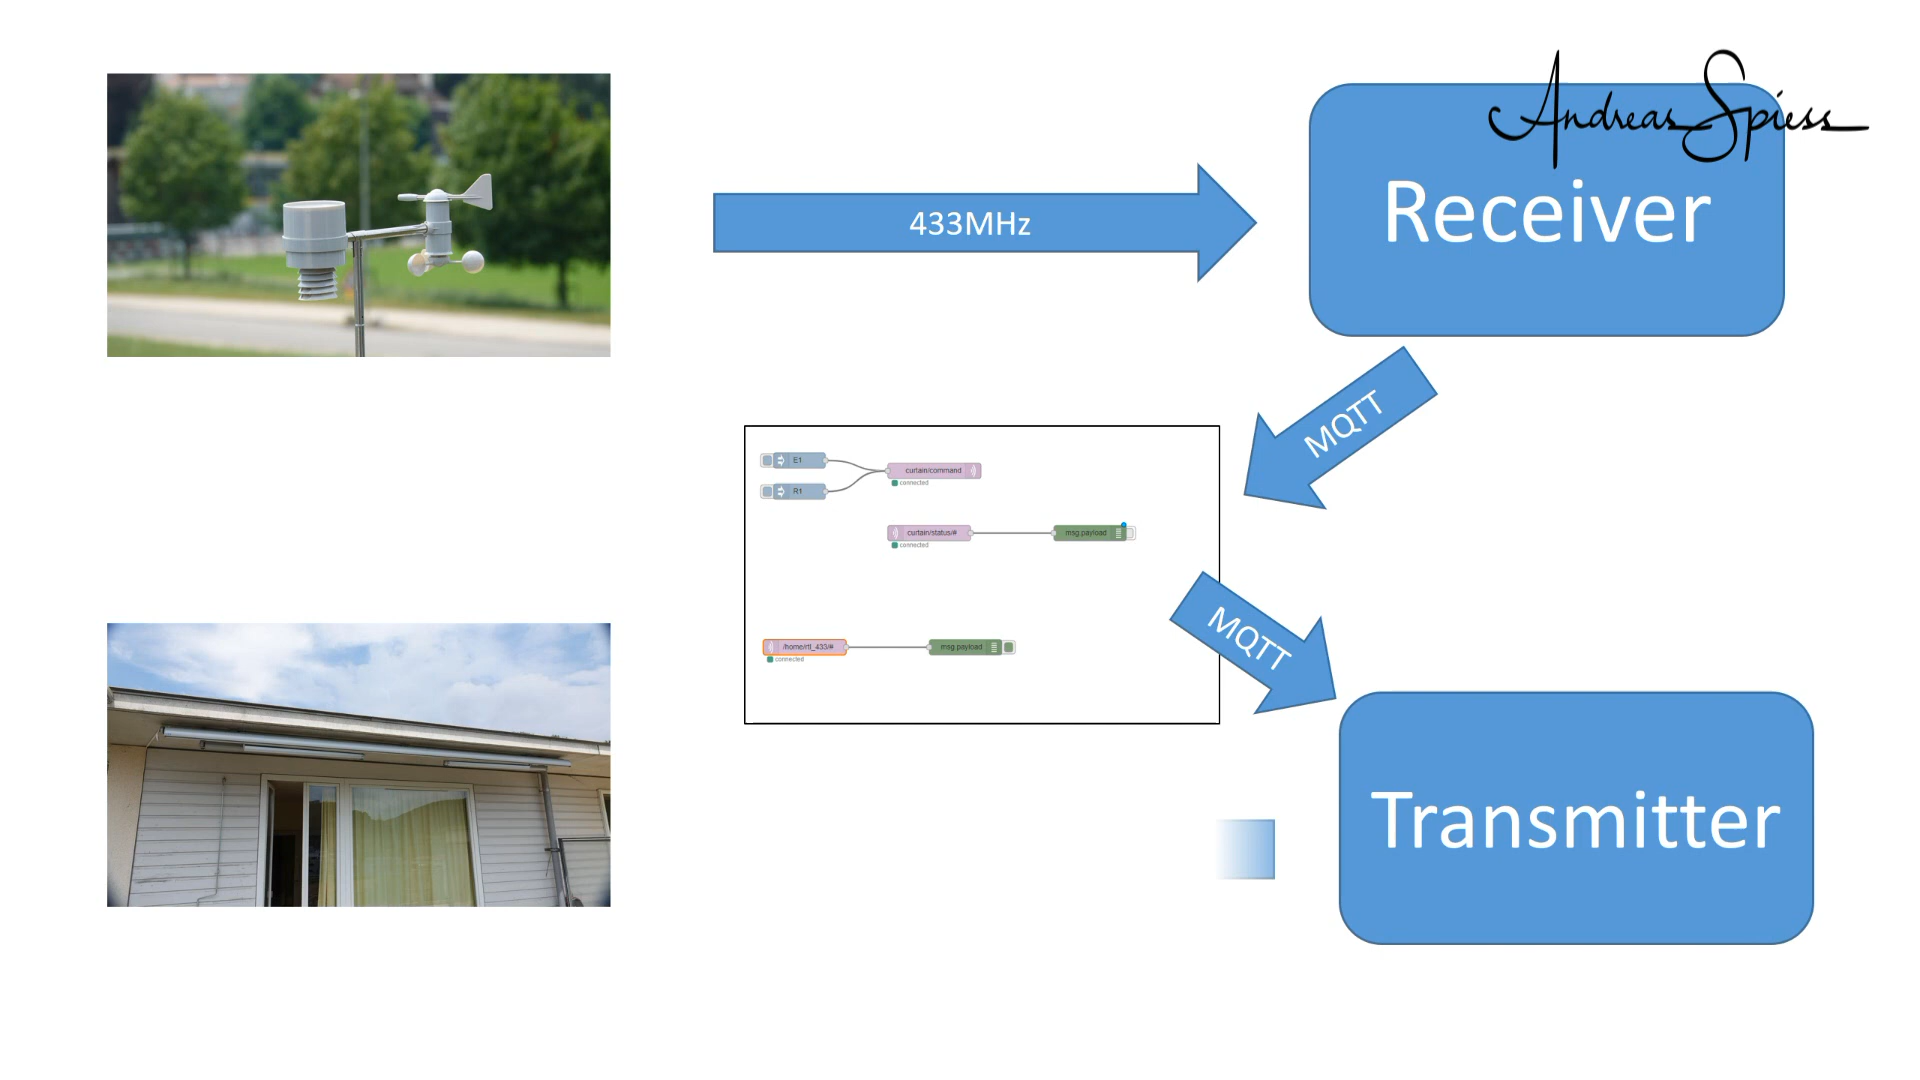 Andreas Spiess
433MHz
Receiver
MQTT
E1
curtain/command
connected
R1
curtain/status/#
msg.payload
connected
MQTT
/home/rtl_433/#
msg.payload
connected
Transmitter